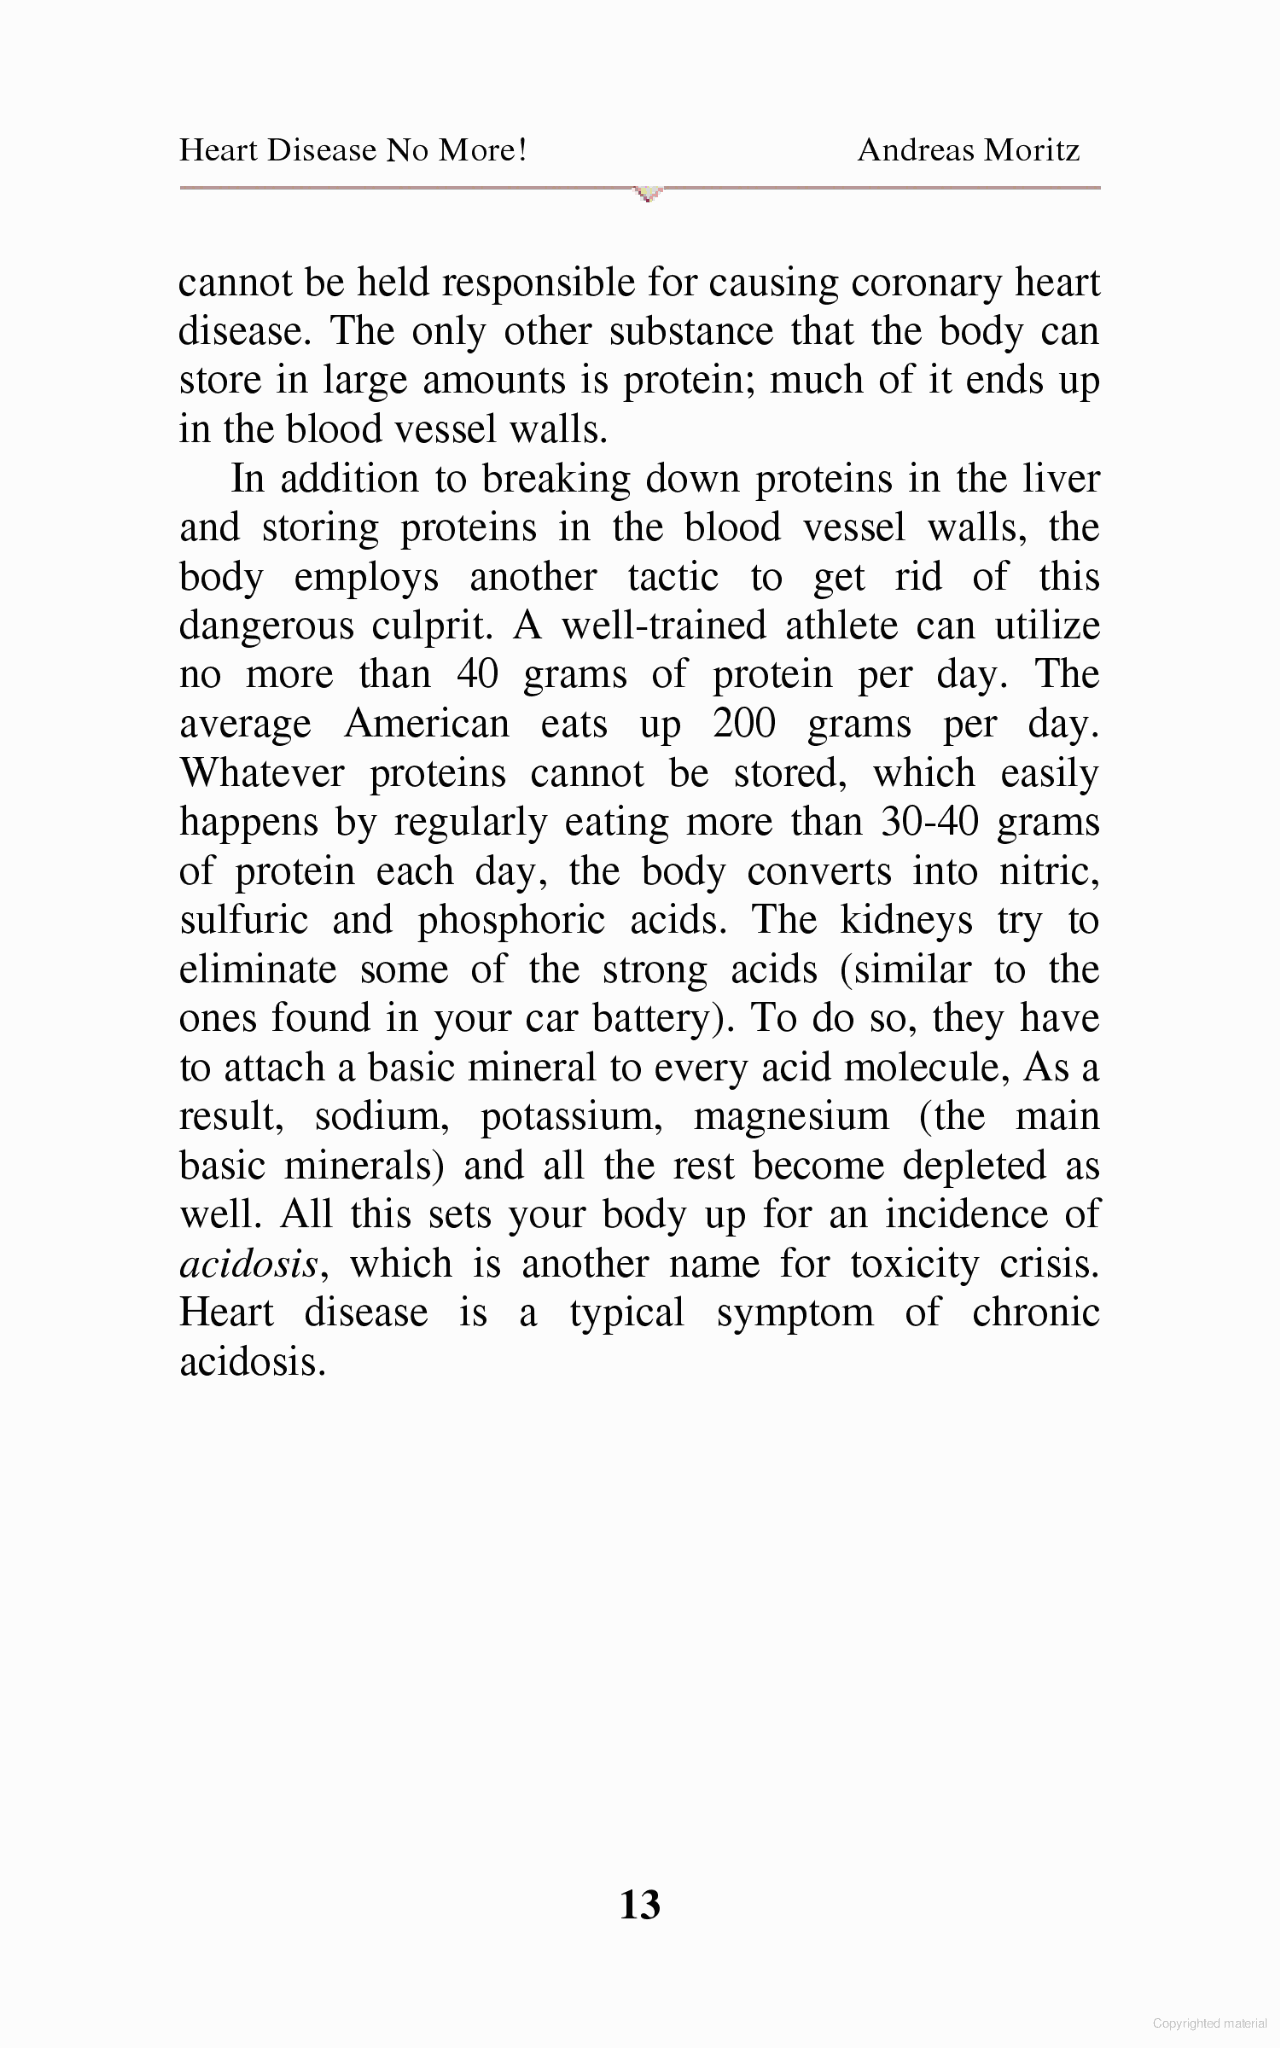 Heart Disease No More! Andreas Moritz
cannot be held responsible for causing coronary heart
disease. The only other substance that the body can
store in large amounts is protein; much of it ends up
in the blood vessel walls.
In addition to breaking down proteins in the liver
and storing proteins in the blood vessel walls, the
body employs another tactic to get rid of this
dangerous culprit. A well-trained athlete can utilize
no more than 40 grams of protein per day. The
average American eats up 200 grams per day.
Whatever proteins cannot be stored, which easily
happens by regularly eating more than 30-40 grams
of protein each day, the body converts into nitric,
sulfuric and phosphoric acids. The kidneys try to
eliminate some of the strong acids (similar to the
ones found in your car battery). To do so, they have
to attach a basic mineral to every acid molecule, As a
result, sodium, potassium, magnesium (the main
basic minerals) and all the rest become depleted as
well. All this sets your body up for an incidence of
acidosis, which is another name for toxicity crisis.
Heart disease is a typical symptom of chronic
acidosis.
13
Copyrighted material